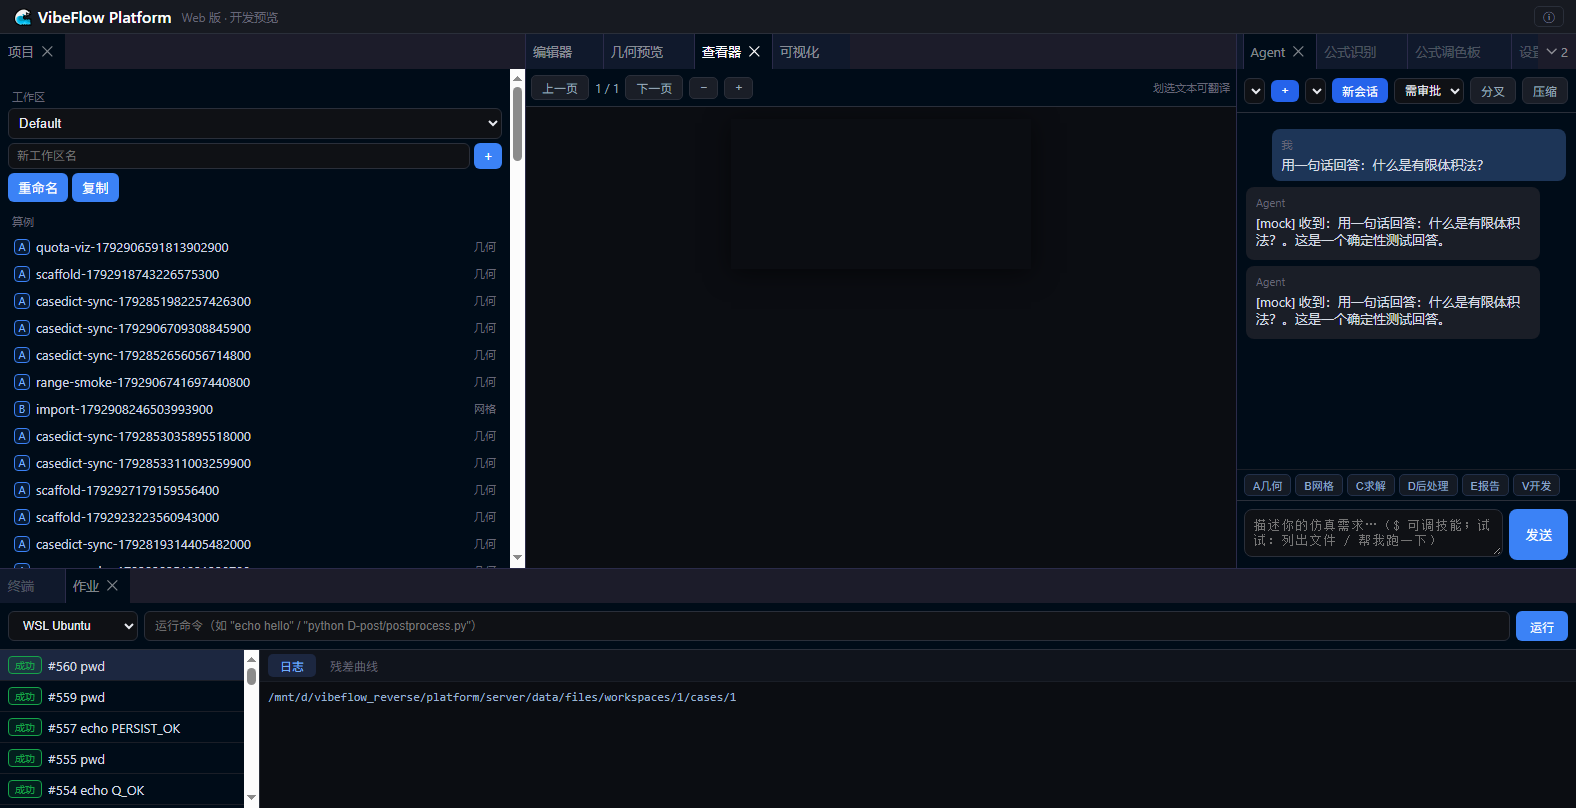 VibeFlow Platform Web 版 · 开发预览
项目
编辑器 几何预览 查看器 可视化
Agent 公式识别 公式调色板 设置 2
工作区
Default
新工作区名 +
重命名 复制
算例
A quota-viz-1792906591813902900 几何
A scaffold-1792918743226575300 几何
A casedict-sync-1792851982257426300 几何
A casedict-sync-1792906709308845900 几何
A casedict-sync-1792852656056714800 几何
A range-smoke-1792906741697440800 几何
B import-1792908246503993900 网格
A casedict-sync-1792853035895518000 几何
A casedict-sync-1792853311003259900 几何
A scaffold-1792927179159556400 几何
A scaffold-1792923223560943000 几何
A casedict-sync-1792819314405482000 几何
上一页 1 / 1 下一页 − + 划选文本可翻译
+ 新会话 需审批 分叉 压缩
我
用一句话回答：什么是有限体积法？
Agent
[mock] 收到：用一句话回答：什么是有限体积
法？。这是一个确定性测试回答。
Agent
[mock] 收到：用一句话回答：什么是有限体积
法？。这是一个确定性测试回答。
A几何 B网格 C求解 D后处理 E报告 V开发
描述你的仿真需求…（$ 可调技能；试
试：列出文件 / 帮我跑一下）
发送
终端 作业
WSL Ubuntu 运行命令（如 "echo hello" / "python D-post/postprocess.py"） 运行
成功 #560 pwd
成功 #559 pwd
成功 #557 echo PERSIST_OK
成功 #555 pwd
成功 #554 echo Q_OK
日志 残差曲线
/mnt/d/vibeflow_reverse/platform/server/data/files/workspaces/1/cases/1